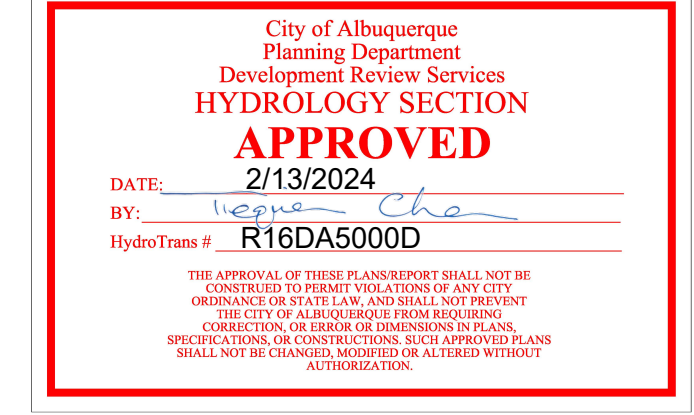 City of Albuquerque
Planning Department
Development Review Services
HYDROLOGY SECTION
APPROVED
DATE: 2/13/2024
BY:
HydroTrans # R16DA5000D
THE APPROVAL OF THESE PLANS/REPORT SHALL NOT BE
CONSTRUED TO PERMIT VIOLATIONS OF ANY CITY
ORDINANCE OR STATE LAW, AND SHALL NOT PREVENT
THE CITY OF ALBUQUERQUE FROM REQUIRING
CORRECTION, OR ERROR OR DIMENSIONS IN PLANS,
SPECIFICATIONS, OR CONSTRUCTIONS. SUCH APPROVED PLANS
SHALL NOT BE CHANGED, MODIFIED OR ALTERED WITHOUT
AUTHORIZATION.